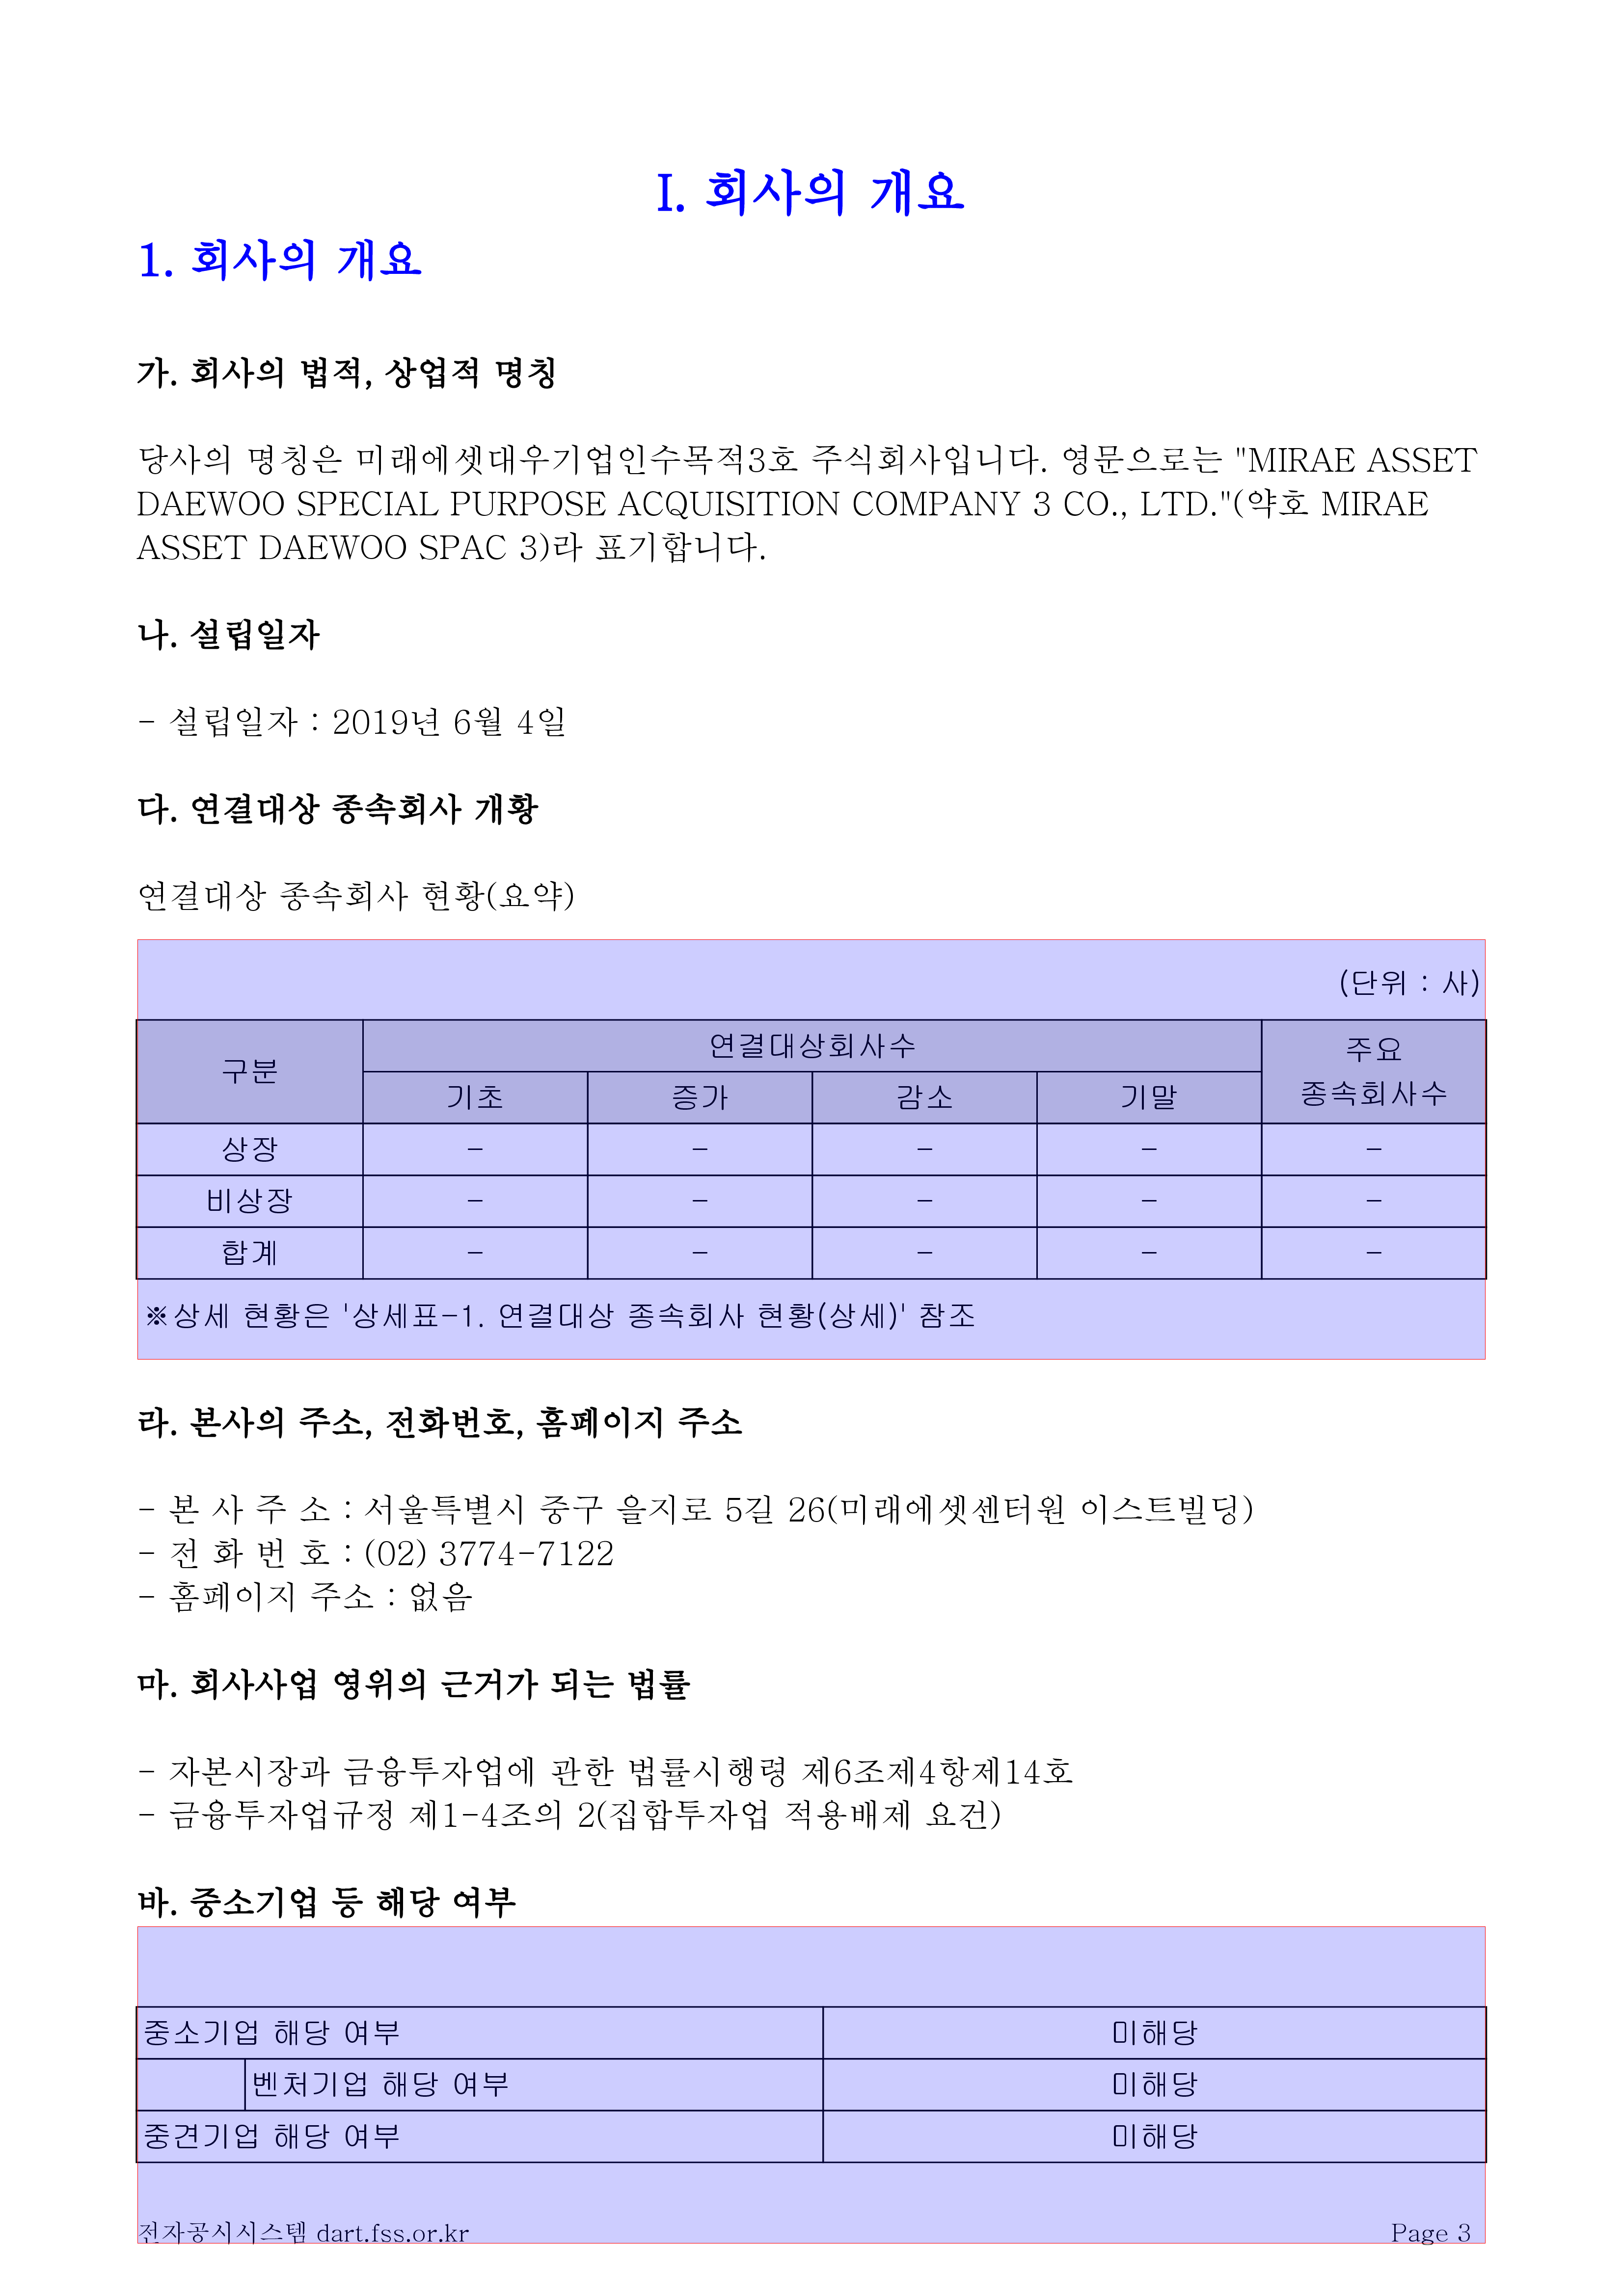 I. 회사의 개요
1. 회사의 개요
가. 회사의 법적, 상업적 명칭
당사의 명칭은 미래에셋대우기업인수목적3호 주식회사입니다. 영문으로는 "MIRAE ASSET
DAEWOO SPECIAL PURPOSE ACQUISITION COMPANY 3 CO., LTD."(약호 MIRAE
ASSET DAEWOO SPAC 3)라 표기합니다.
나. 설립일자
- 설립일자 : 2019년 6월 4일
다. 연결대상 종속회사 개황
연결대상 종속회사 현황(요약)
(단위 : 사)
구분 연결대상회사수 주요 종속회사수
기초 증가 감소 기말
상장 - - - - -
비상장 - - - - -
합계 - - - - -
※상세 현황은 '상세표-1. 연결대상 종속회사 현황(상세)' 참조
라. 본사의 주소, 전화번호, 홈페이지 주소
- 본 사 주 소 : 서울특별시 중구 을지로 5길 26(미래에셋센터원 이스트빌딩)
- 전 화 번 호 : (02) 3774-7122
- 홈페이지 주소 : 없음
마. 회사사업 영위의 근거가 되는 법률
- 자본시장과 금융투자업에 관한 법률시행령 제6조제4항제14호
- 금융투자업규정 제1-4조의 2(집합투자업 적용배제 요건)
바. 중소기업 등 해당 여부
중소기업 해당 여부 미해당
벤처기업 해당 여부 미해당
중견기업 해당 여부 미해당
전자공시시스템 dart.fss.or.kr Page 3